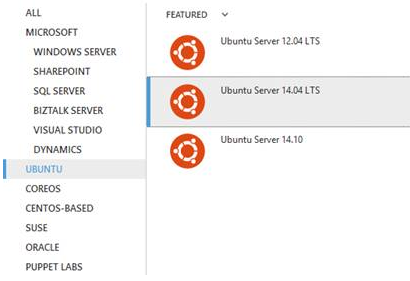 ALL
MICROSOFT
WINDOWS SERVER
SHAREPOINT
SQL SERVER
BIZTALK SERVER
VISUAL STUDIO
DYNAMICS
UBUNTU
COREOS
CENTOS-BASED
SUSE
ORACLE
PUPPET LABS
FEATURED
Ubuntu Server 12.04 LTS
Ubuntu Server 14.04 LTS
Ubuntu Server 14.10